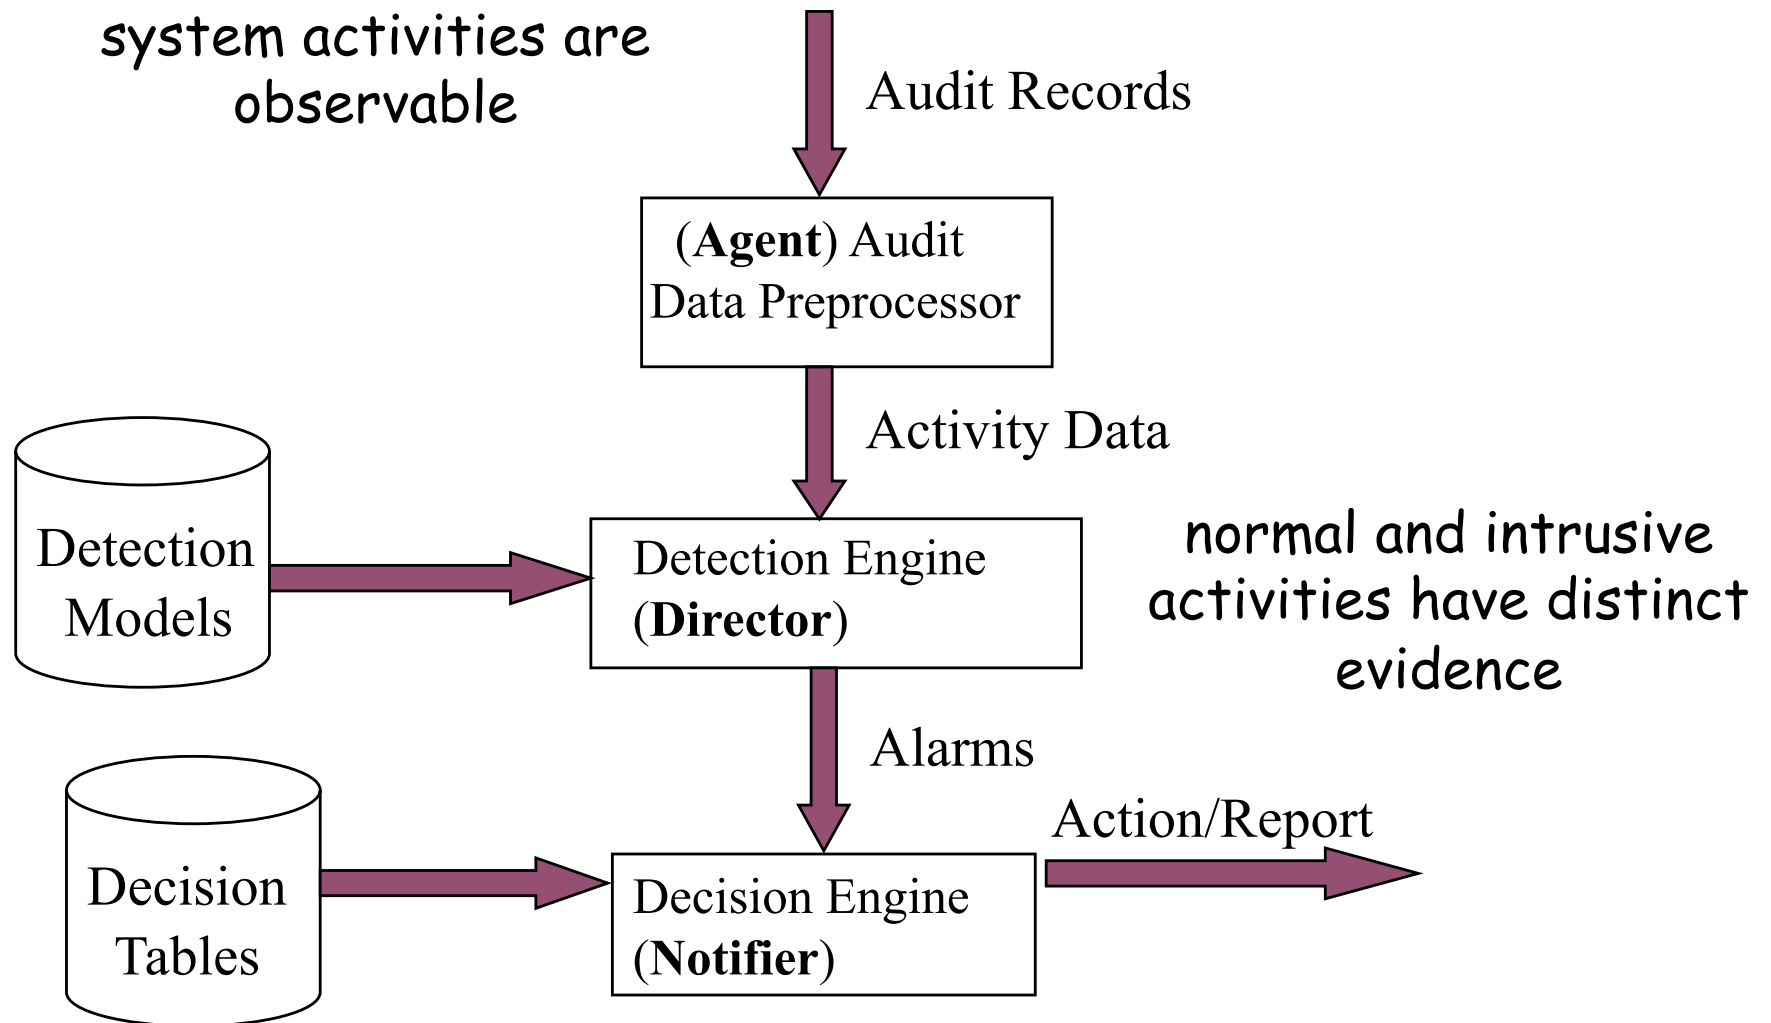 system activities are
observable
Audit Records
(Agent) Audit
Data Preprocessor
Activity Data
Detection
Models
Detection Engine
(Director)
normal and intrusive
activities have distinct
evidence
Alarms
Action/Report
Decision
Tables
Decision Engine
(Notifier)